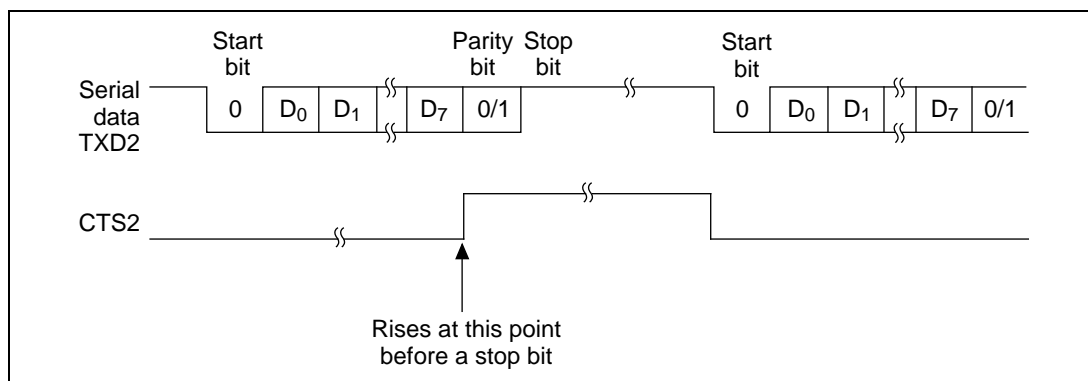 Start
bit
Parity
bit
Stop
bit
Start
bit
Serial
data
TXD2
0 D0 D1 D7 0/1 0 D0 D1 D7 0/1
CTS2
Rises at this point
before a stop bit